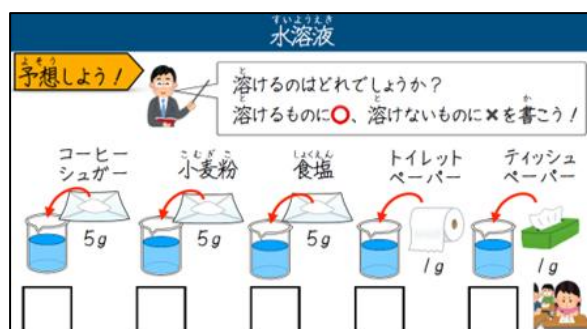 すいようえき
水溶液
よそう
予想しよう！
と
溶けるのはどれでしょうか？
と と か
溶けるものに○、溶けないものに×を書こう！
コーヒー
シュガー
こむぎこ
小麦粉
しょくえん
食塩
トイレット
ペーパー
ティッシュ
ペーパー
5g
5g
5g
1g
1g